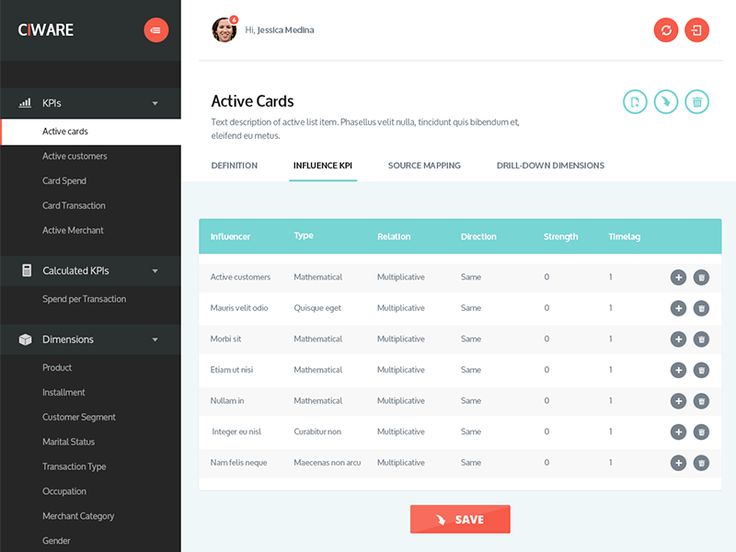 CIWARE
6
Hi, Jessica Medina
KPIs
Active cards
Active customers
Card Spend
Card Transaction
Active Merchant
Calculated KPIs
Spend per Transaction
Dimensions
Product
Installment
Customer Segment
Marital Status
Transaction Type
Occupation
Merchant Category
Gender
Active Cards
Text description of active list item. Phasellus velit nulla, tincidunt quis bibendum et,
eleifend eu metus.
DEFINITION INFLUENCE KPI SOURCE MAPPING DRILL-DOWN DIMENSIONS
Influencer Type Relation Direction Strength Timelag
Active customers Mathematical Multiplicative Same 0 1
Mauris velit odio Quisque eget Multiplicative Same 0 1
Morbi sit Mathematical Multiplicative Same 0 1
Etiam ut nisi Mathematical Multiplicative Same 0 1
Nullam in Mathematical Multiplicative Same 0 1
Integer eu nisl Curabitur non Multiplicative Same 0 1
Nam felis neque Maecenas non arcu Multiplicative Same 0 1
SAVE